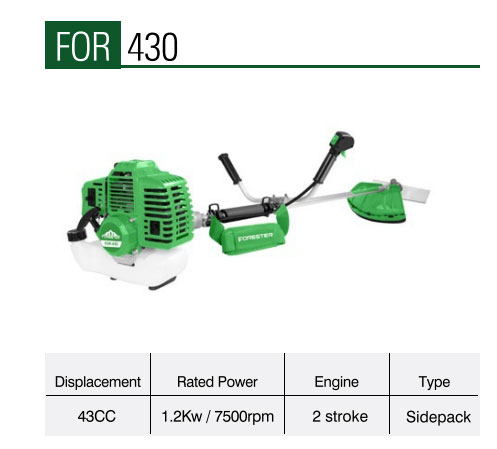 FOR 430
FORESTER
Displacement Rated Power Engine Type
43CC 1.2Kw / 7500rpm 2 stroke Sidepack